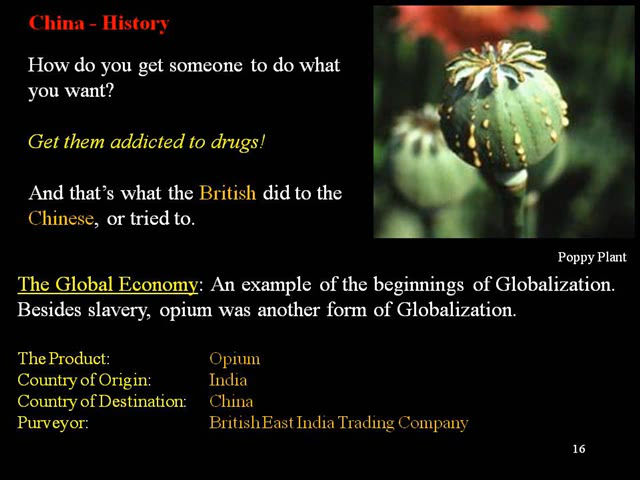 China - History
How do you get someone to do what
you want?
Get them addicted to drugs!
And that's what the British did to the
Chinese, or tried to.
Poppy Plant
The Global Economy: An example of the beginnings of Globalization.
Besides slavery, opium was another form of Globalization.
The Product: Opium
Country of Origin: India
Country of Destination: China
Purveyor: British East India Trading Company
16